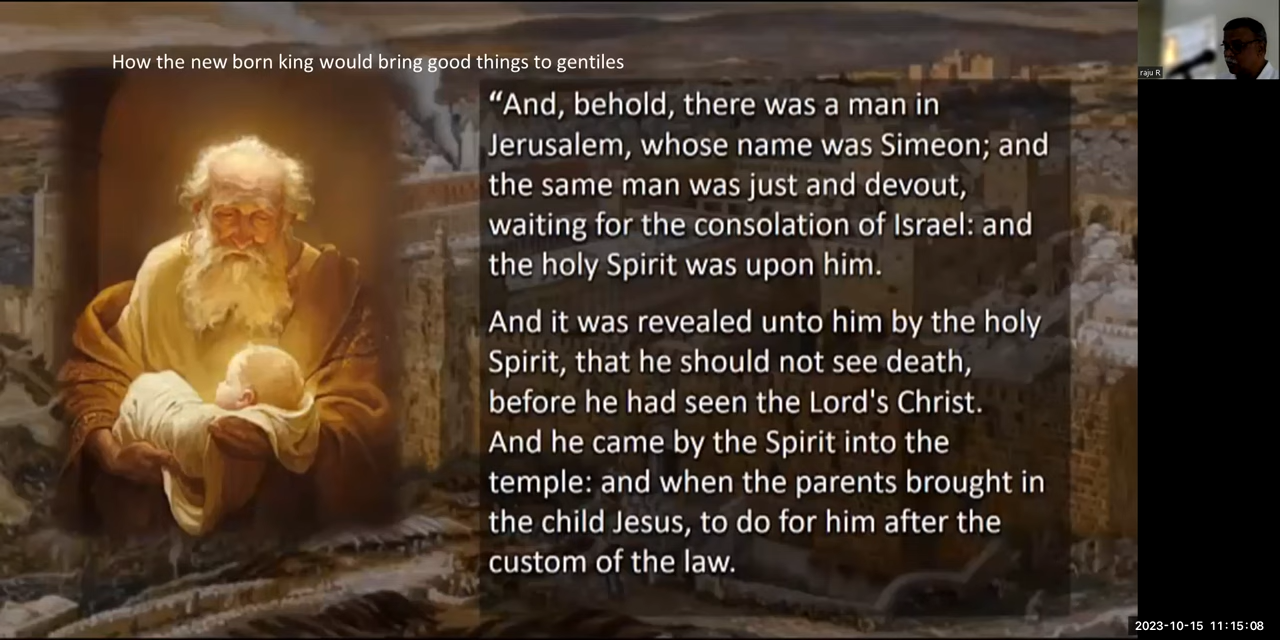 How the new born king would bring good things to gentiles
“And, behold, there was a man in
Jerusalem, whose name was Simeon; and
the same man was just and devout,
waiting for the consolation of Israel: and
the holy Spirit was upon him.
And it was revealed unto him by the holy
Spirit, that he should not see death,
before he had seen the Lord's Christ.
And he came by the Spirit into the
temple: and when the parents brought in
the child Jesus, to do for him after the
custom of the law.
raju R
2023-10-15 11:15:08